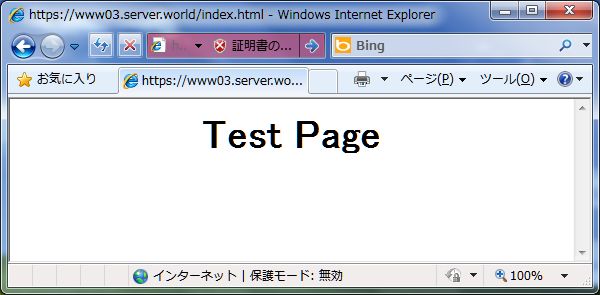 https://www03.server.world/index.html - Windows Internet Explorer
証明書の... Bing
お気に入り https://www03.server.wo... ページ(P) ツール(O)
Test Page
インターネット | 保護モード: 無効 100%